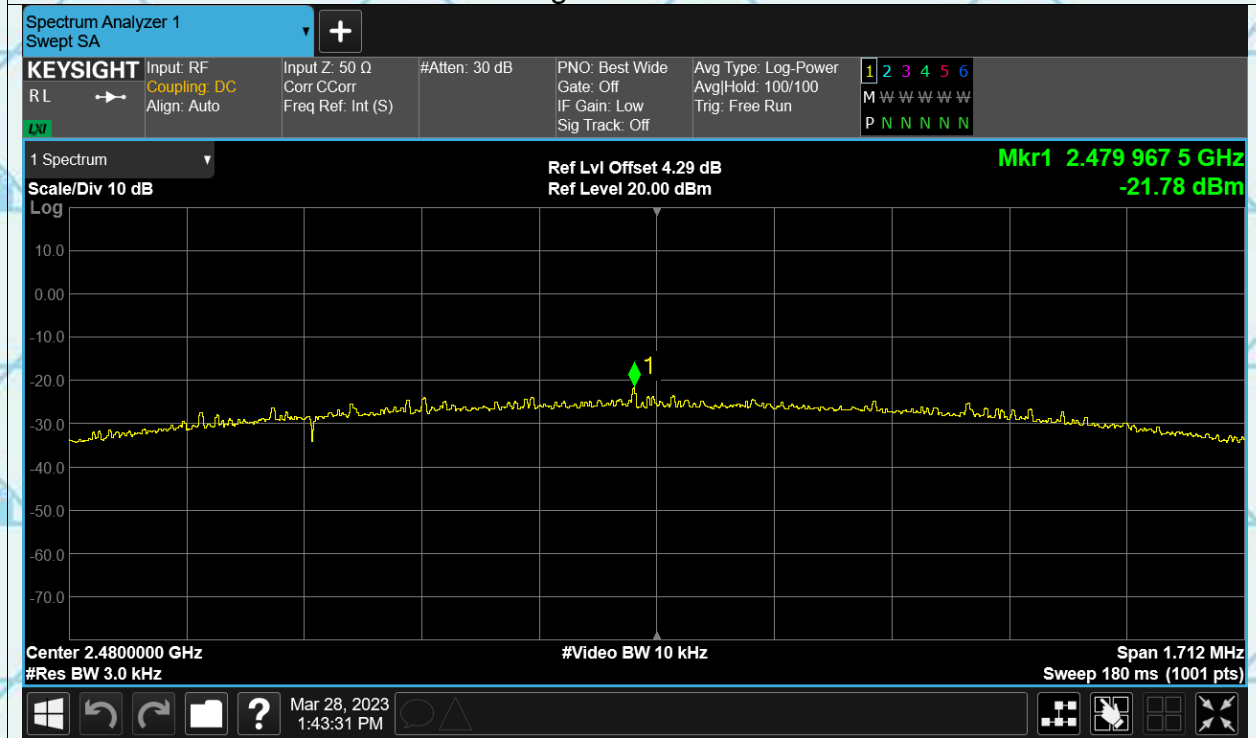 Spectrum Analyzer 1
Swept SA
+
KEYSIGHT
R L
LXI
Input: RF
Coupling: DC
Align: Auto
Input Z: 50 Ω
Corr CCorr
Freq Ref: Int (S)
#Atten: 30 dB
PNO: Best Wide
Gate: Off
IF Gain: Low
Sig Track: Off
Avg Type: Log-Power
Avg|Hold: 100/100
Trig: Free Run
1 2 3 4 5 6
M W W W W W
P N N N N N
1 Spectrum
Scale/Div 10 dB
Log
Ref Lvl Offset 4.29 dB
Ref Level 20.00 dBm
Mkr1 2.479 967 5 GHz
-21.78 dBm
10.0
0.00
-10.0
1
-20.0
-30.0
-40.0
-50.0
-60.0
-70.0
Center 2.4800000 GHz
#Res BW 3.0 kHz
#Video BW 10 kHz
Span 1.712 MHz
Sweep 180 ms (1001 pts)
?
Mar 28, 2023
1:43:31 PM